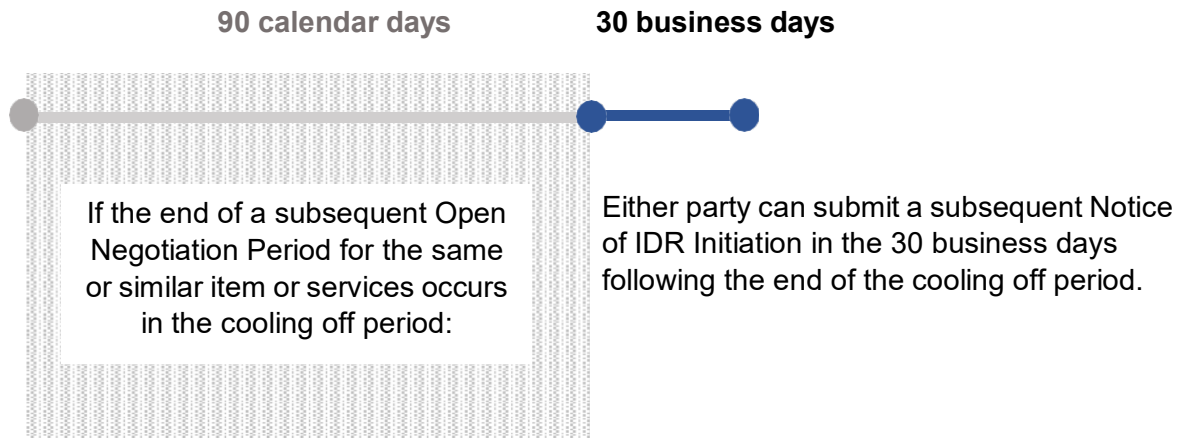 90 calendar days
30 business days
If the end of a subsequent Open
Negotiation Period for the same
or similar item or services occurs
in the cooling off period:
Either party can submit a subsequent Notice
of IDR Initiation in the 30 business days
following the end of the cooling off period.